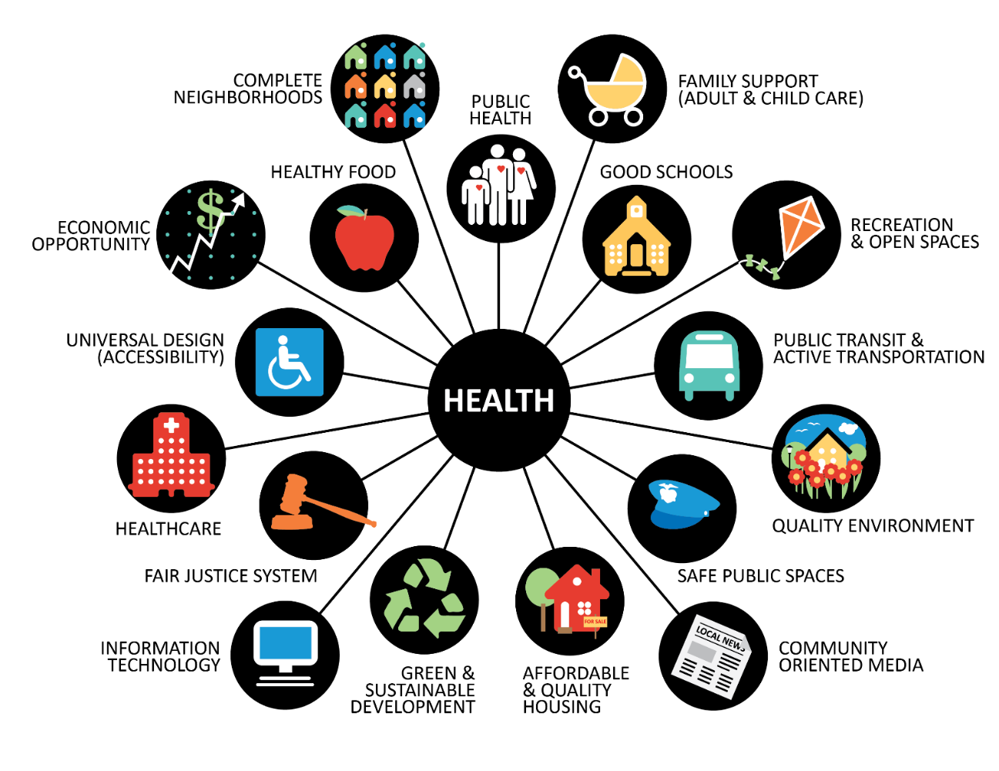 COMPLETE
NEIGHBORHOODS
PUBLIC
HEALTH
FAMILY SUPPORT
(ADULT & CHILD CARE)
HEALTHY FOOD
GOOD SCHOOLS
$
ECONOMIC
OPPORTUNITY
RECREATION
& OPEN SPACES
UNIVERSAL DESIGN
(ACCESSIBILITY)
PUBLIC TRANSIT &
ACTIVE TRANSPORTATION
HEALTH
HEALTHCARE
QUALITY ENVIRONMENT
FAIR JUSTICE SYSTEM
SAFE PUBLIC SPACES
FOR SALE
LOCAL NEWS
INFORMATION
TECHNOLOGY
COMMUNITY
ORIENTED MEDIA
GREEN &
SUSTAINABLE
DEVELOPMENT
AFFORDABLE
& QUALITY
HOUSING